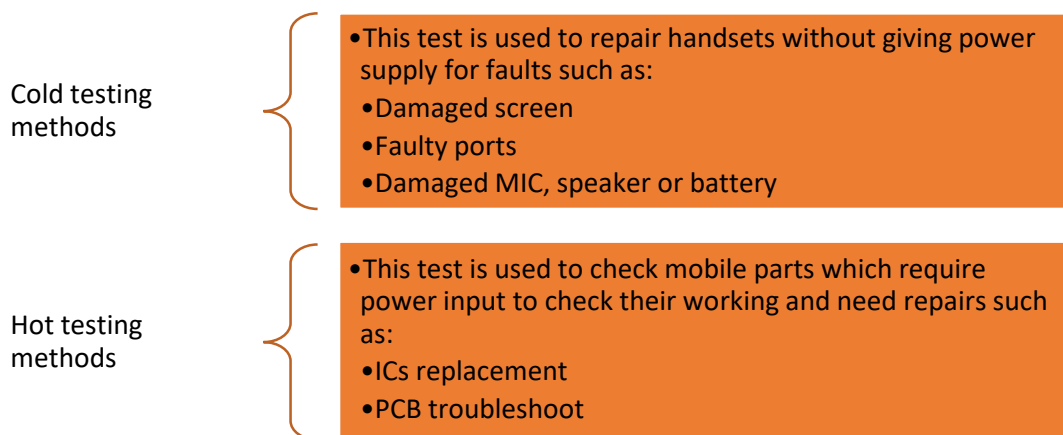 Cold testing
methods
•This test is used to repair handsets without giving power
supply for faults such as:
•Damaged screen
•Faulty ports
•Damaged MIC, speaker or battery
Hot testing
methods
•This test is used to check mobile parts which require
power input to check their working and need repairs such
as:
•ICs replacement
•PCB troubleshoot